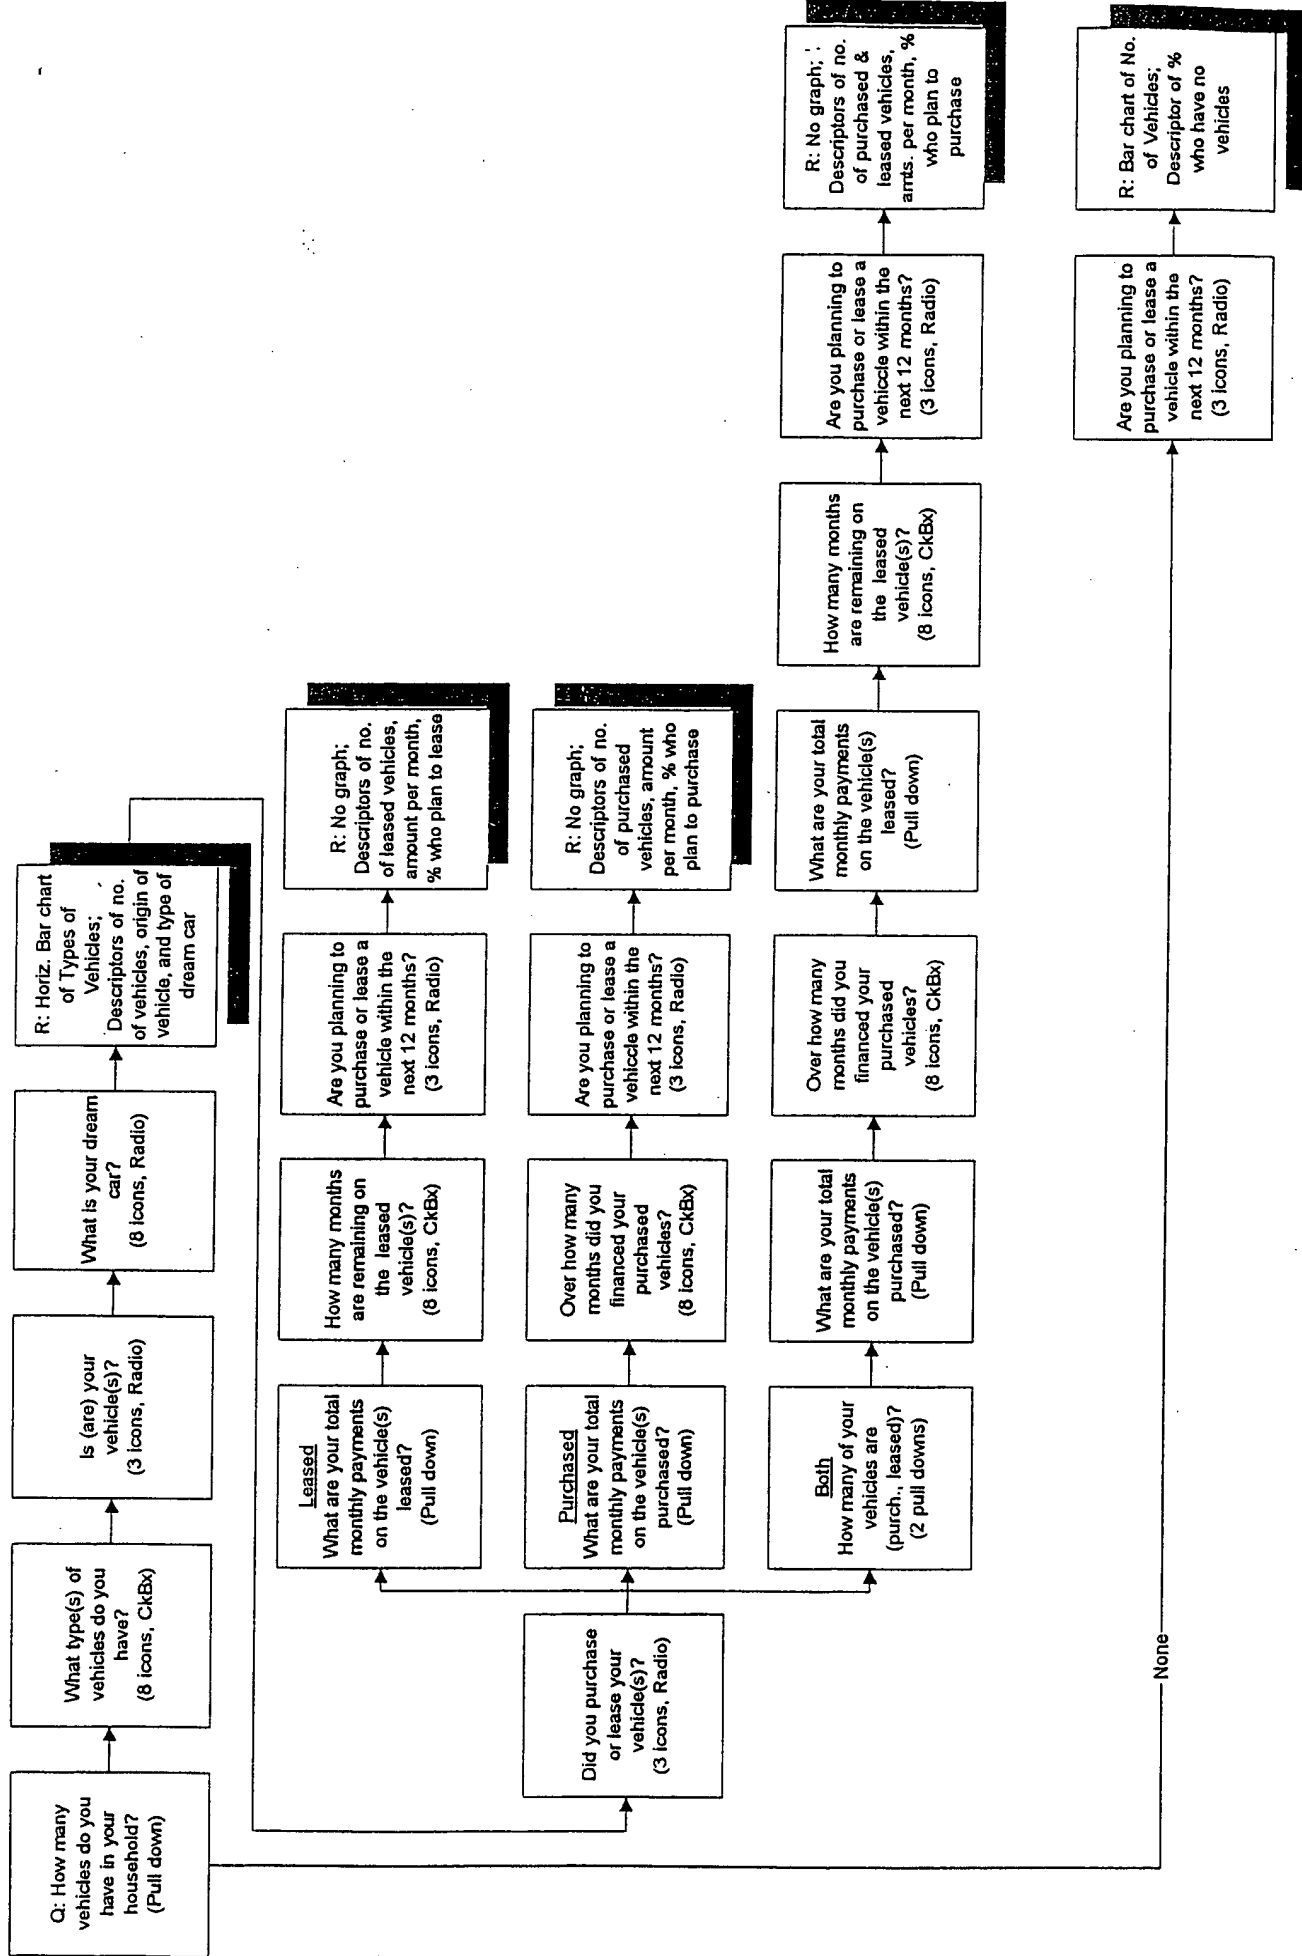 Q: How many
vehicles do you
have in your
household?
(Pull down)
What type(s) of
vehicles do you
have?
(8 icons, CkBx)
Is (are) your
vehicle(s)?
(3 icons, Radio)
What is your dream
car?
(8 icons, Radio)
R: Horiz. Bar chart
of Types of
Vehicles;
Descriptors of no.
of vehicles, origin of
vehicle, and type of
dream car
Did you purchase
or lease your
vehicle(s)?
(3 icons, Radio)
Leased
What are your total
monthly payments
on the vehicle(s)
leased?
(Pull down)
How many months
are remaining on
the leased
vehicle(s)?
(8 icons, CkBx)
Are you planning to
purchase or lease a
vehicle within the
next 12 months?
(3 icons, Radio)
R: No graph;
Descriptors of no.
of leased vehicles,
amount per month,
% who plan to lease
Purchased
What are your total
monthly payments
on the vehicle(s)
purchased?
(Pull down)
Over how many
months did you
financed your
purchased
vehicles?
(8 icons, CkBx)
Are you planning to
purchase or lease a
vehiccle within the
next 12 months?
(3 icons, Radio)
R: No graph;
Descriptors of no.
of purchased
vehicles, amount
per month, % who
plan to purchase
Both
How many of your
vehicles are
(purch., leased)?
(2 pull downs)
What are your total
monthly payments
on the vehicle(s)
purchased?
(Pull down)
Over how many
months did you
financed your
purchased
vehicles?
(8 icons, CkBx)
What are your total
monthly payments
on the vehicle(s)
leased?
(Pull down)
How many months
are remaining on
the leased
vehicle(s)?
(8 icons, CkBx)
Are you planning to
purchase or lease a
vehiccle within the
next 12 months?
(3 icons, Radio)
R: No graph;
Descriptors of no.
of purchased &
leased vehicles,
amts. per month, %
who plan to
purchase
None
Are you planning to
purchase or lease a
vehicle within the
next 12 months?
(3 icons, Radio)
R: Bar chart of No.
of Vehicles;
Descriptor of %
who have no
vehicles